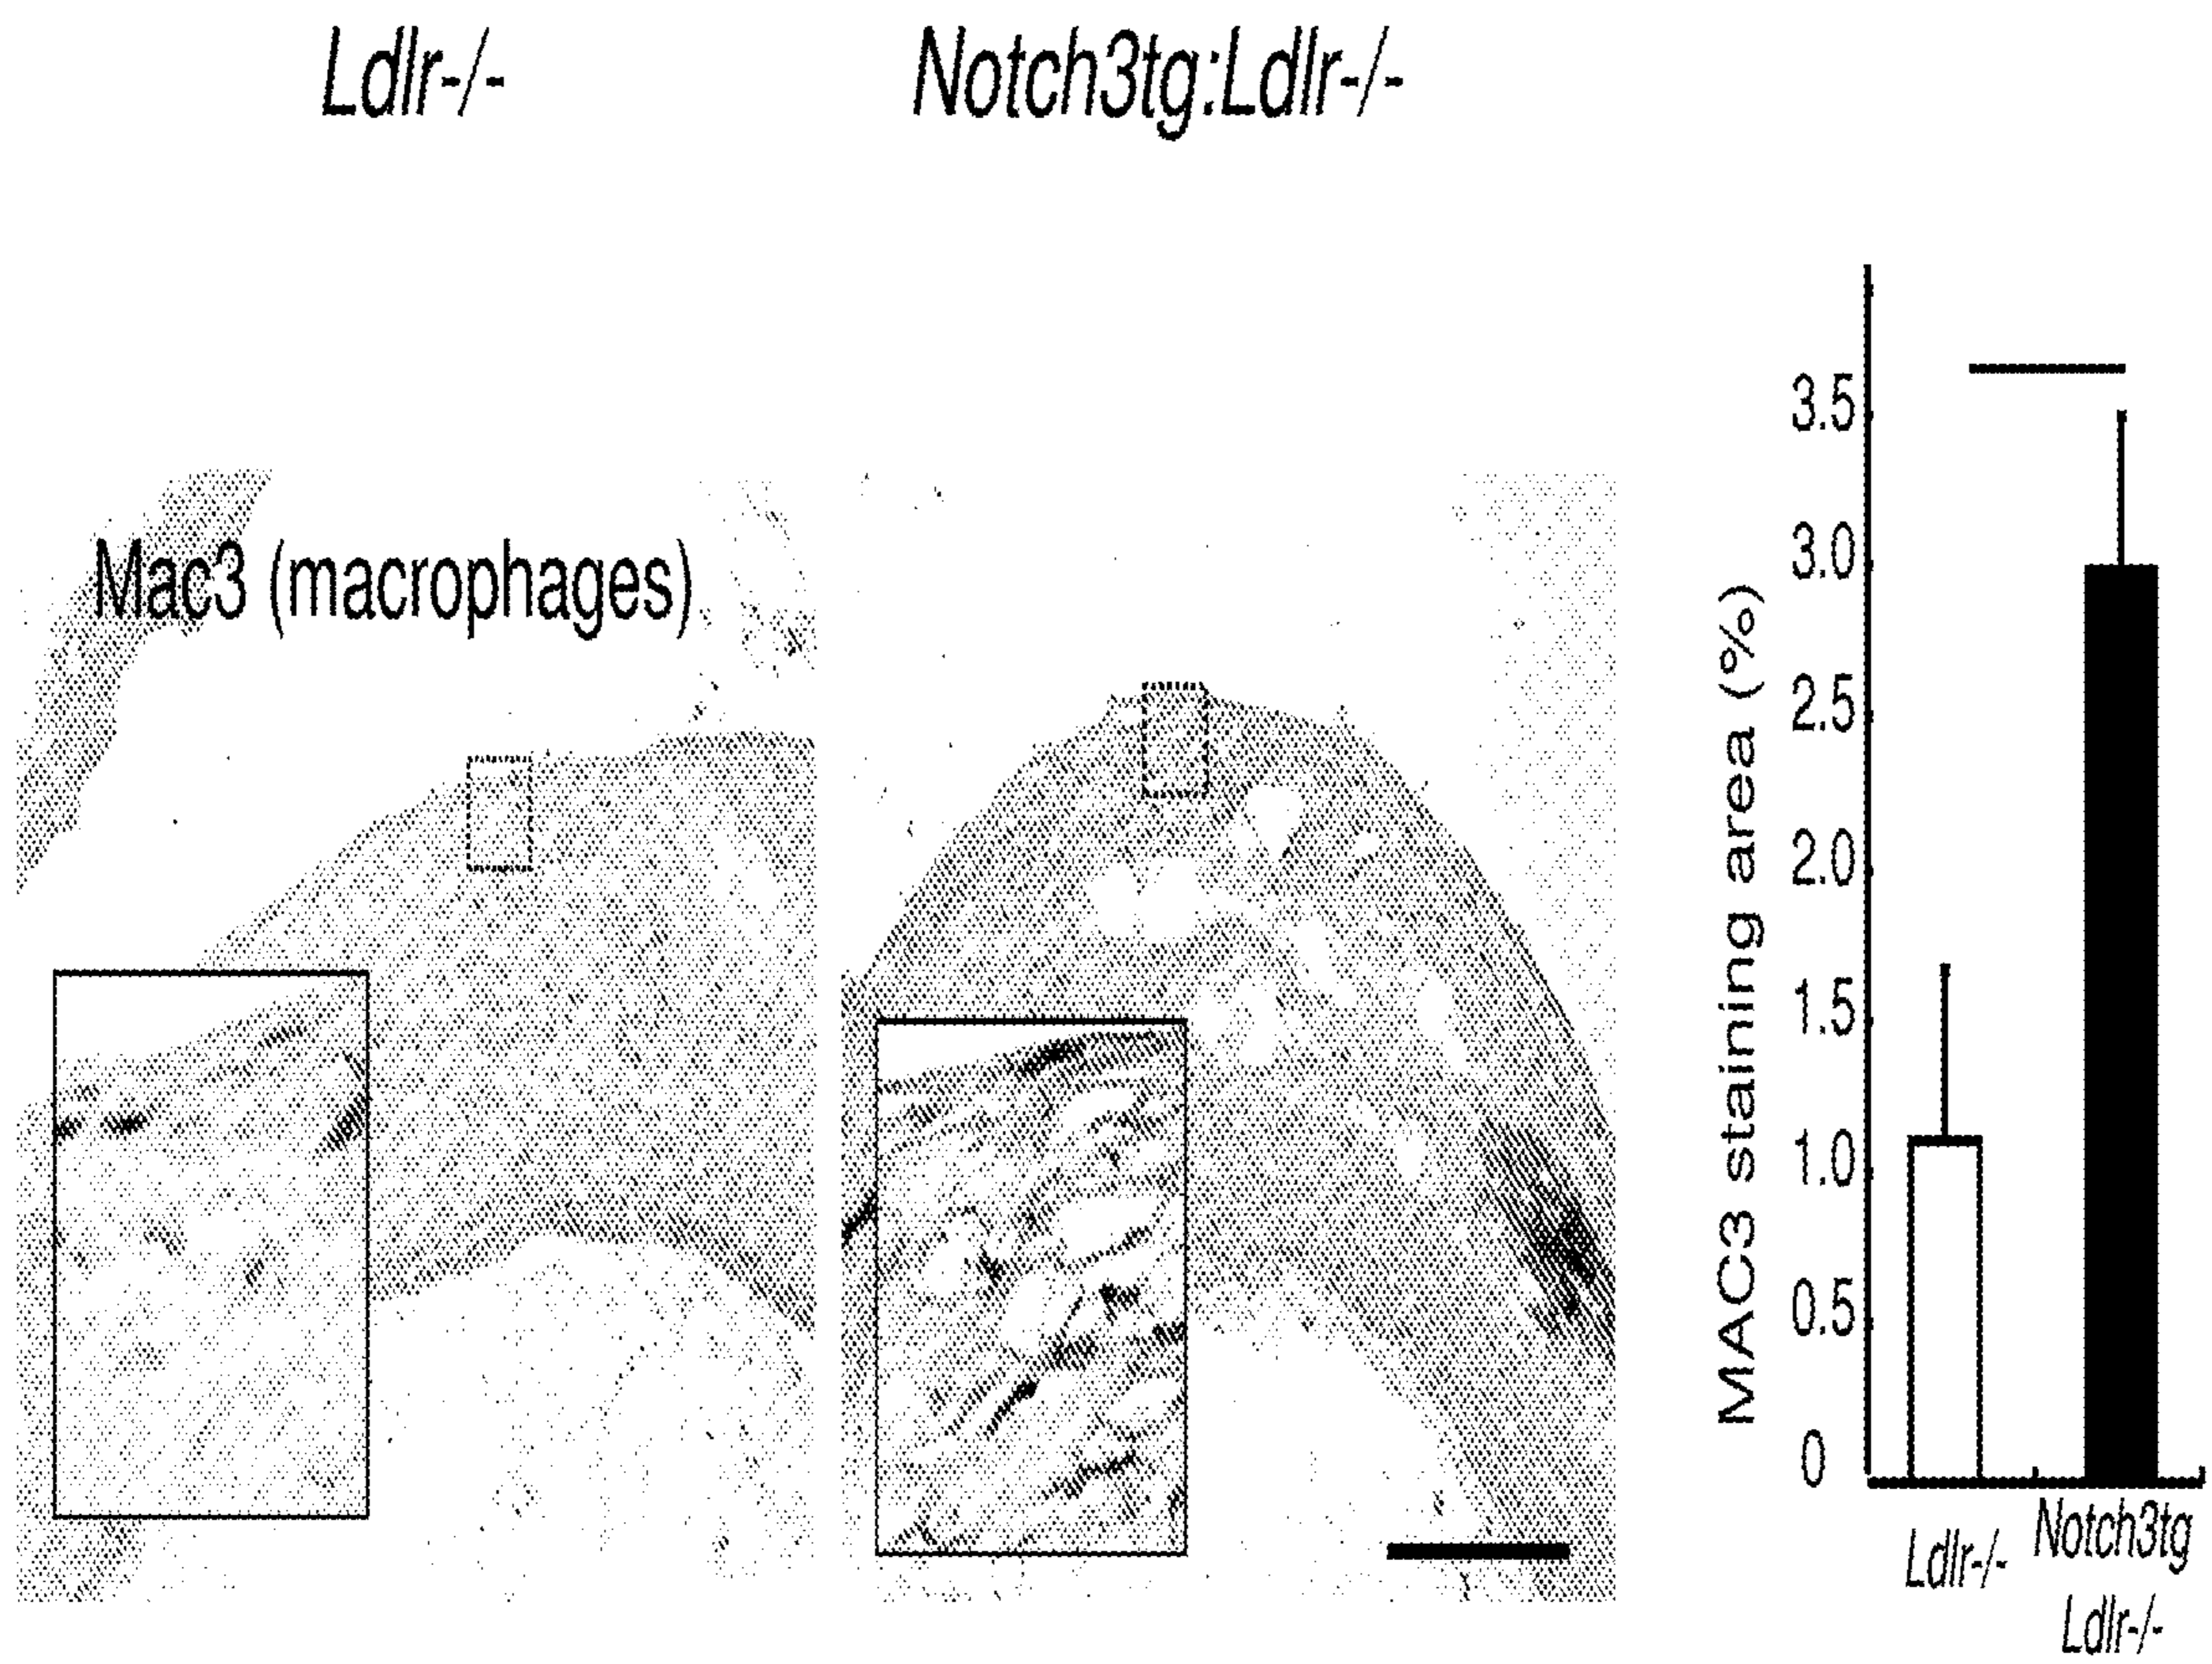 Ldlr-/-
Notch3tg:Ldlr-/-
Mac3 (macrophages)
MAC3 staining area (%)
3.5
3.0
2.5
2.0
1.5
1.0
0.5
0
Ldlr-/-
Notch3tg
Ldlr-/-